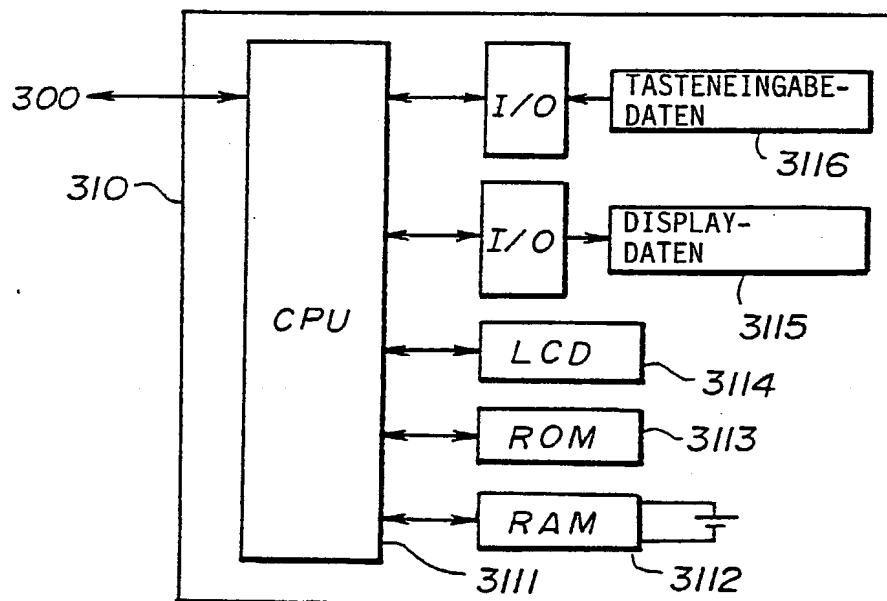 300
310
CPU
3111
I/O
TASTENEINGABE-
DATEN
3116
I/O
DISPLAY-
DATEN
3115
LCD
3114
ROM
3113
RAM
3112